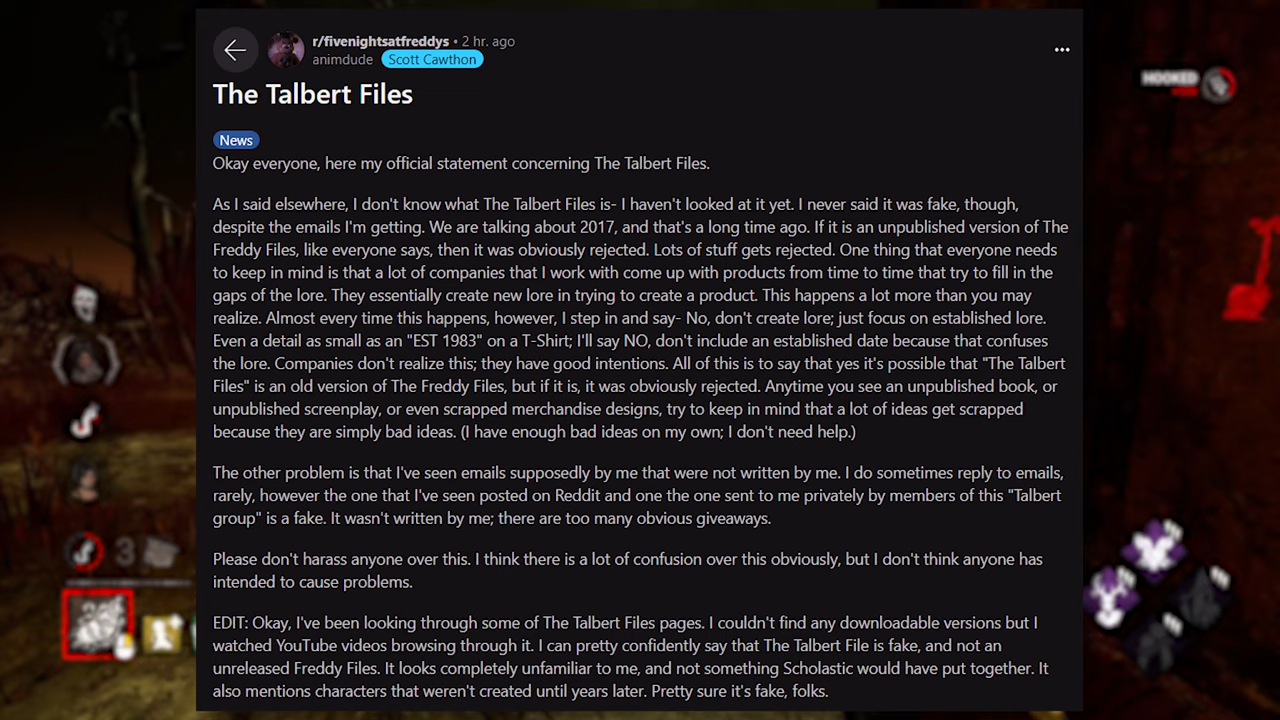 r/fivenightsatfreddys • 2 hr. ago
animdude Scott Cawthon
The Talbert Files
News
Okay everyone, here my official statement concerning The Talbert Files.
As I said elsewhere, I don't know what The Talbert Files is- I haven't looked at it yet. I never said it was fake, though,
despite the emails I'm getting. We are talking about 2017, and that's a long time ago. If it is an unpublished version of The
Freddy Files, like everyone says, then it was obviously rejected. Lots of stuff gets rejected. One thing that everyone needs
to keep in mind is that a lot of companies that I work with come up with products from time to time that try to fill in the
gaps of the lore. They essentially create new lore in trying to create a product. This happens a lot more than you may
realize. Almost every time this happens, however, I step in and say- No, don't create lore; just focus on established lore.
Even a detail as small as an "EST 1983" on a T-Shirt; I'll say NO, don't include an established date because that confuses
the lore. Companies don't realize this; they have good intentions. All of this is to say that yes it's possible that "The Talbert
Files" is an old version of The Freddy Files, but if it is, it was obviously rejected. Anytime you see an unpublished book, or
unpublished screenplay, or even scrapped merchandise designs, try to keep in mind that a lot of ideas get scrapped
because they are simply bad ideas. (I have enough bad ideas on my own; I don't need help.)
The other problem is that I've seen emails supposedly by me that were not written by me. I do sometimes reply to emails,
rarely, however the one that I've seen posted on Reddit and one the one sent to me privately by members of this "Talbert
group" is a fake. It wasn't written by me; there are too many obvious giveaways.
Please don't harass anyone over this. I think there is a lot of confusion over this obviously, but I don't think anyone has
intended to cause problems.
EDIT: Okay, I've been looking through some of The Talbert Files pages. I couldn't find any downloadable versions but I
watched YouTube videos browsing through it. I can pretty confidently say that The Talbert File is fake, and not an
unreleased Freddy Files. It looks completely unfamiliar to me, and not something Scholastic would have put together. It
also mentions characters that weren't created until years later. Pretty sure it's fake, folks.
HOOKED
3